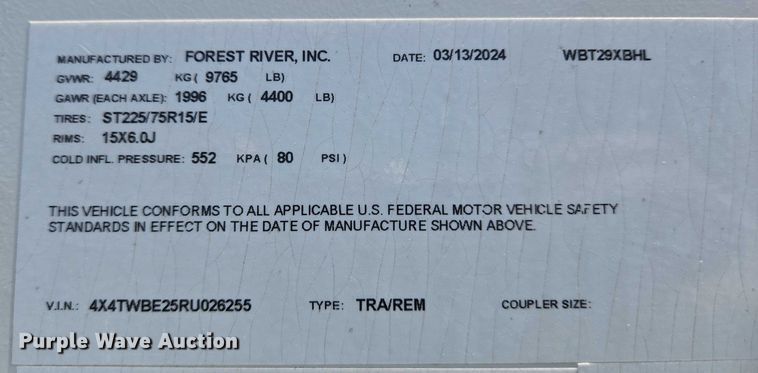 MANUFACTURED BY: FOREST RIVER, INC. DATE: 03/13/2024 WBT29XBHL
GVWR: 4429 KG ( 9765 LB)
GAWR (EACH AXLE): 1996 KG ( 4400 LB)
TIRES: ST225/75R15/E
RIMS: 15X6.0J
COLD INFL. PRESSURE: 552 KPA ( 80 PSI )
THIS VEHICLE CONFORMS TO ALL APPLICABLE U.S. FEDERAL MOTOR VEHICLE SAFETY
STANDARDS IN EFFECT ON THE DATE OF MANUFACTURE SHOWN ABOVE.
V.I.N.: 4X4TWBE25RU026255 TYPE: TRA/REM COUPLER SIZE:
Purple Wave Auction